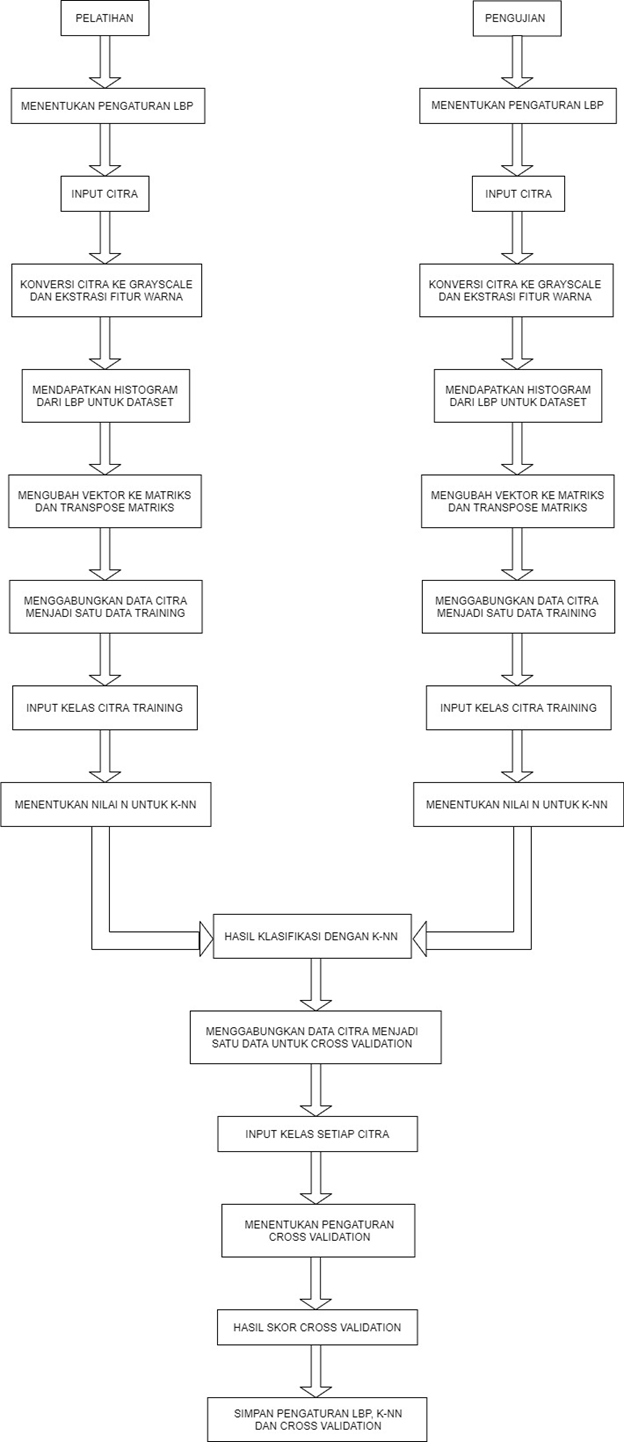 PELATIHAN
MENENTUKAN PENGATURAN LBP
INPUT CITRA
KONVERSI CITRA KE GRAYSCALE
DAN EKSTRASI FITUR WARNA
MENDAPATKAN HISTOGRAM
DARI LBP UNTUK DATASET
MENGUBAH VEKTOR KE MATRIKS
DAN TRANSPOSE MATRIKS
MENGGABUNGKAN DATA CITRA
MENJADI SATU DATA TRAINING
INPUT KELAS CITRA TRAINING
MENENTUKAN NILAI N UNTUK K-NN
PENGUJIAN
MENENTUKAN PENGATURAN LBP
INPUT CITRA
KONVERSI CITRA KE GRAYSCALE
DAN EKSTRASI FITUR WARNA
MENDAPATKAN HISTOGRAM
DARI LBP UNTUK DATASET
MENGUBAH VEKTOR KE MATRIKS
DAN TRANSPOSE MATRIKS
MENGGABUNGKAN DATA CITRA
MENJADI SATU DATA TRAINING
INPUT KELAS CITRA TRAINING
MENENTUKAN NILAI N UNTUK K-NN
HASIL KLASIFIKASI DENGAN K-NN
MENGGABUNGKAN DATA CITRA MENJADI
SATU DATA UNTUK CROSS VALIDATION
INPUT KELAS SETIAP CITRA
MENENTUKAN PENGATURAN
CROSS VALIDATION
HASIL SKOR CROSS VALIDATION
SIMPAN PENGATURAN LBP, K-NN
DAN CROSS VALIDATION